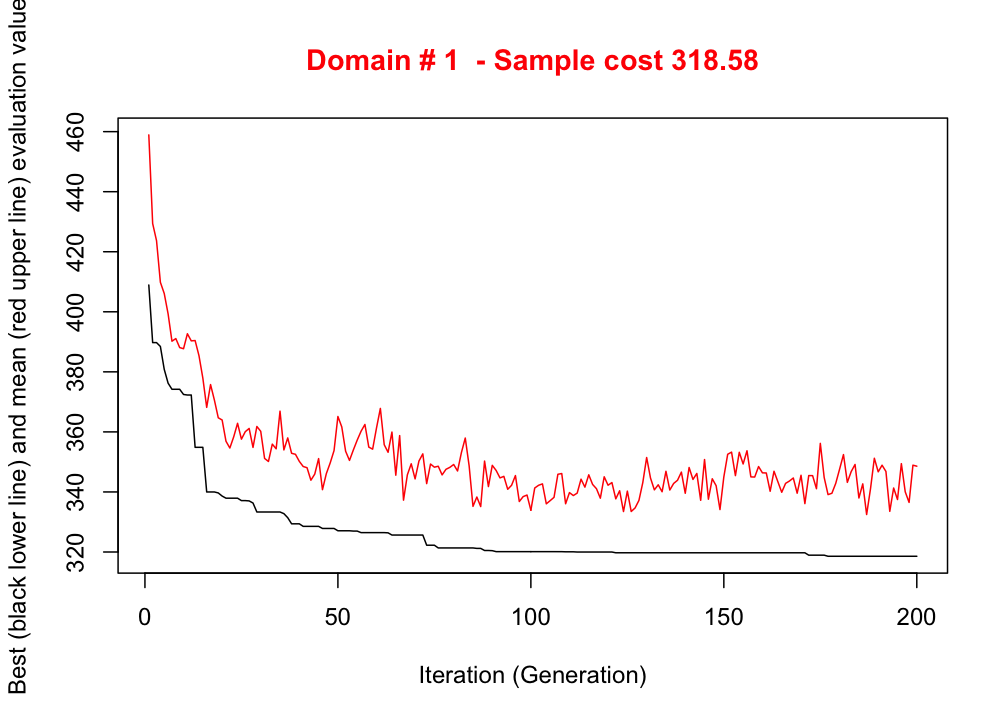 Domain # 1  - Sample cost 318.58
Best (black lower line) and mean (red upper line) evaluation value
460
440
420
400
380
360
340
320
0 50 100 150 200
Iteration (Generation)